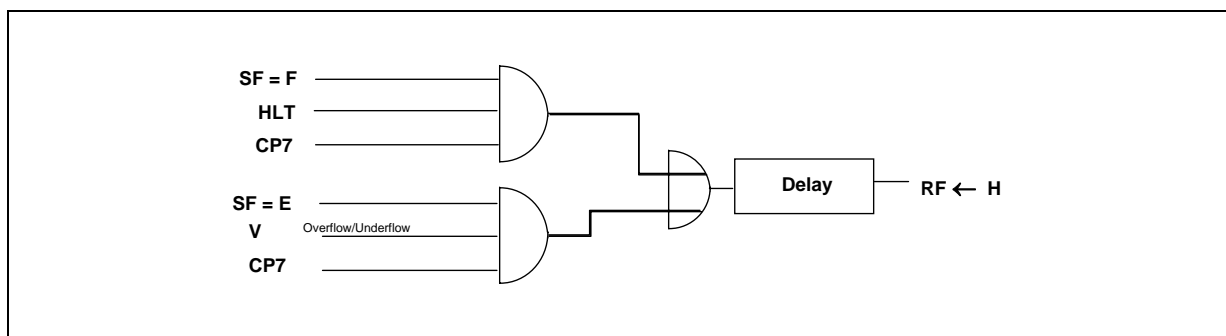 SF = F
HLT
CP7
SF = E
V Overflow/Underflow
CP7
Delay
RF ← H